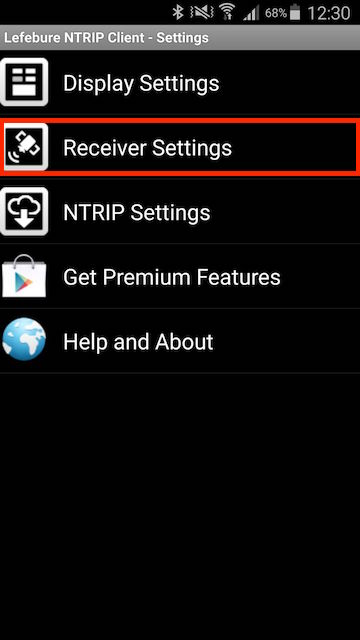 68% 12:30
Lefebure NTRIP Client - Settings
Display Settings
Receiver Settings
NTRIP Settings
Get Premium Features
Help and About